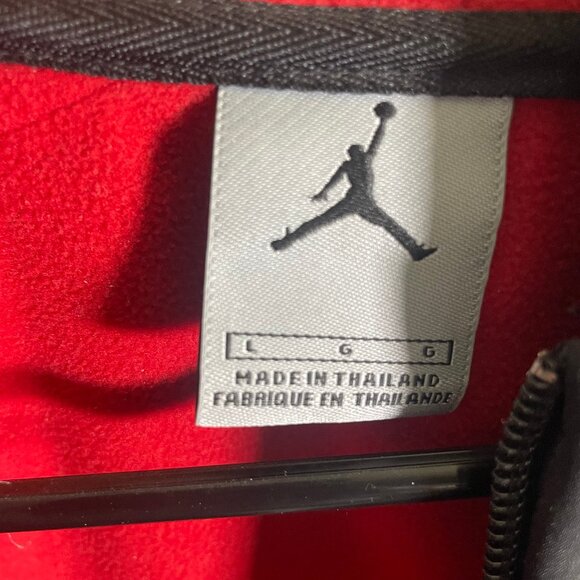 L G G
MADE IN THAILAND
FABRIQUE EN THAILANDE